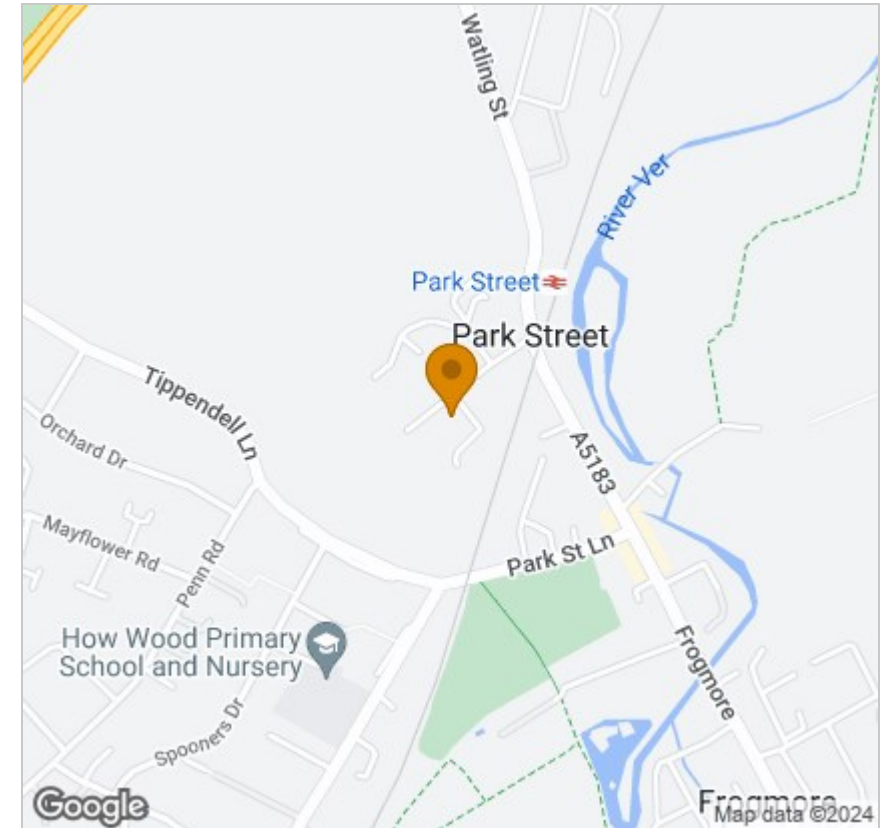 Watling St
River Ver
Park Street
Park Street
Tippendell Ln
Orchard Dr
A5183
Mayflower Rd
Penn Rd
Park St Ln
How Wood Primary
School and Nursery
Frogmore
Spooners Dr
Frogmore
Google
Map data ©2024